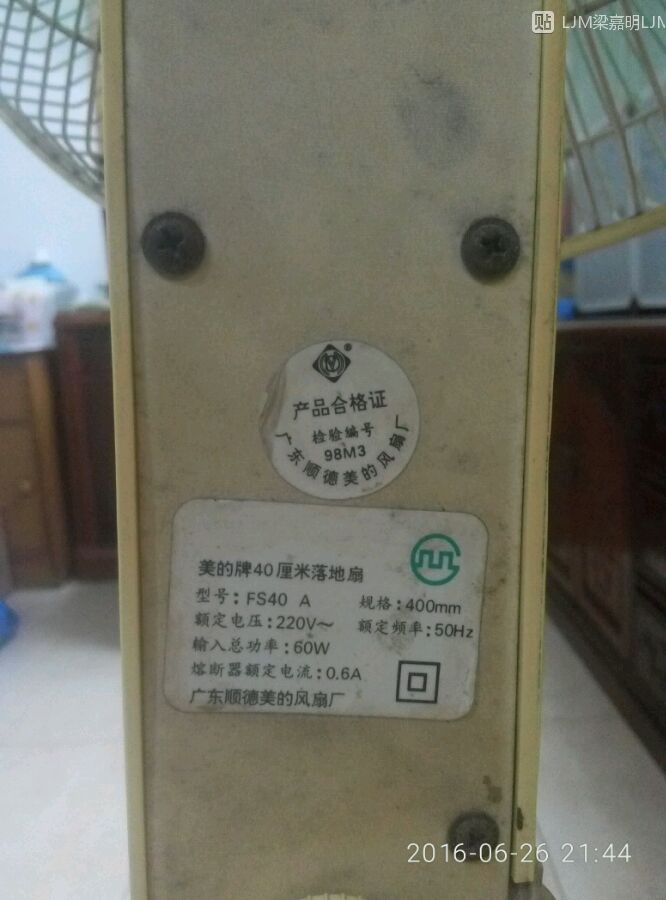 贴 LJM梁嘉明LJM
产品合格证
检验编号
98M3
广东顺德美的风扇厂
美的牌40厘米落地扇
型号:FS40 A 规格:400mm
额定电压:220V~ 额定频率:50Hz
输入总功率:60W
熔断器额定电流:0.6A
广东顺德美的风扇厂
2016-06-26 21:44